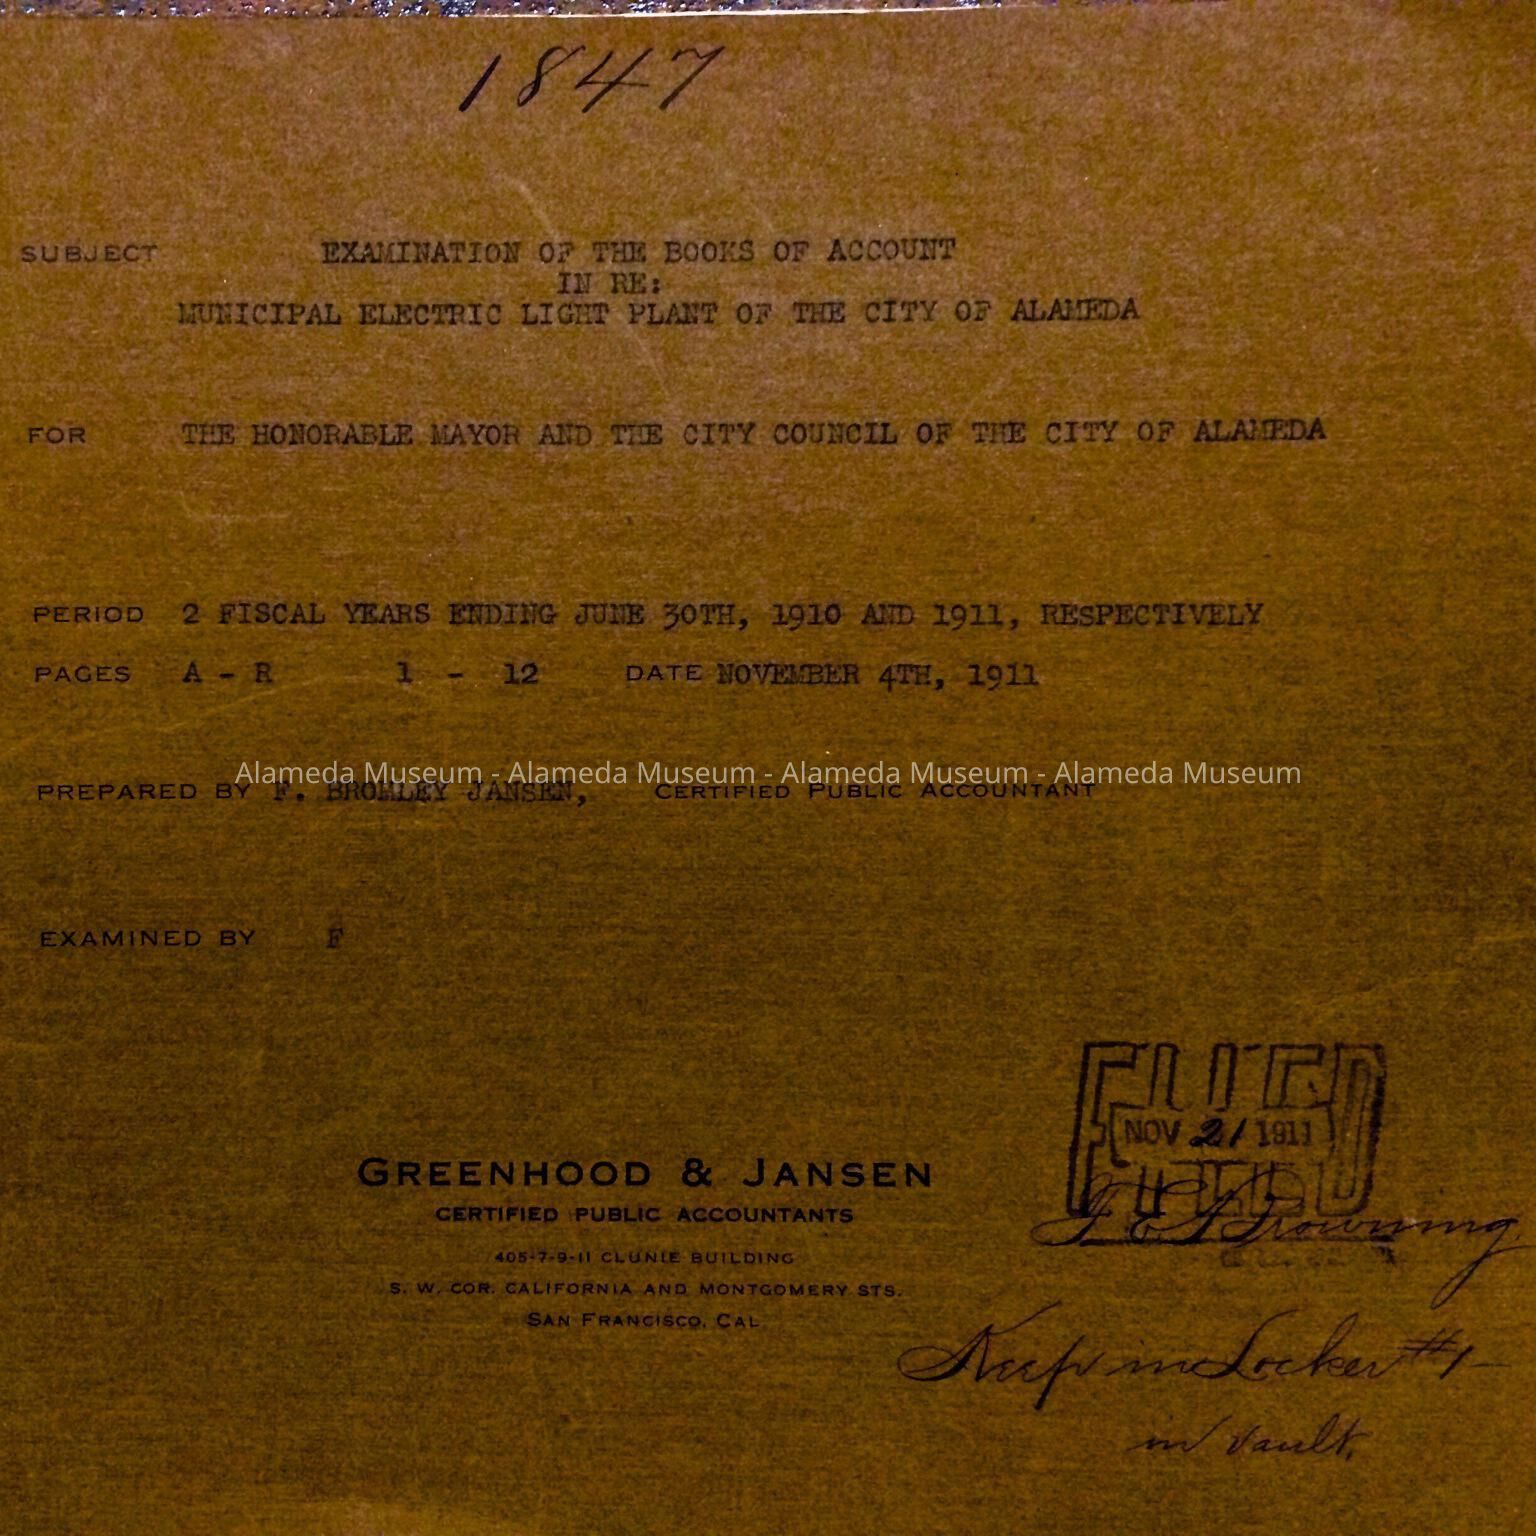 1847
SUBJECT EXAMINATION OF THE BOOKS OF ACCOUNT
IN RE:
MUNICIPAL ELECTRIC LIGHT PLANT OF THE CITY OF ALAMEDA
FOR THE HONORABLE MAYOR AND THE CITY COUNCIL OF THE CITY OF ALAMEDA
PERIOD 2 FISCAL YEARS ENDING JUNE 30TH, 1910 AND 1911, RESPECTIVELY
PAGES A - R 1 - 12 DATE NOVEMBER 4TH, 1911
Alameda Museum - Alameda Museum - Alameda Museum - Alameda Museum
PREPARED BY F. BROMLEY JANSEN, CERTIFIED PUBLIC ACCOUNTANT
EXAMINED BY F
FILED
NOV 21 1911
FILED
Browning
GREENHOOD & JANSEN
CERTIFIED PUBLIC ACCOUNTANTS
405-7-9-11 CLUNIE BUILDING
S. W. COR. CALIFORNIA AND MONTGOMERY STS.
SAN FRANCISCO, CAL
Keep in Locker #1
in vault.